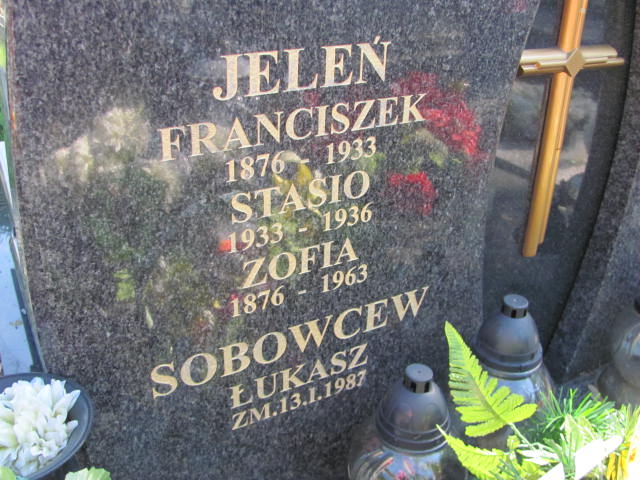 JELEŃ
FRANCISZEK
1876 - 1933
STASIO
1933 - 1936
ZOFIA
1876 - 1963
SOBOWCEW
ŁUKASZ
ZM.13.I.1987